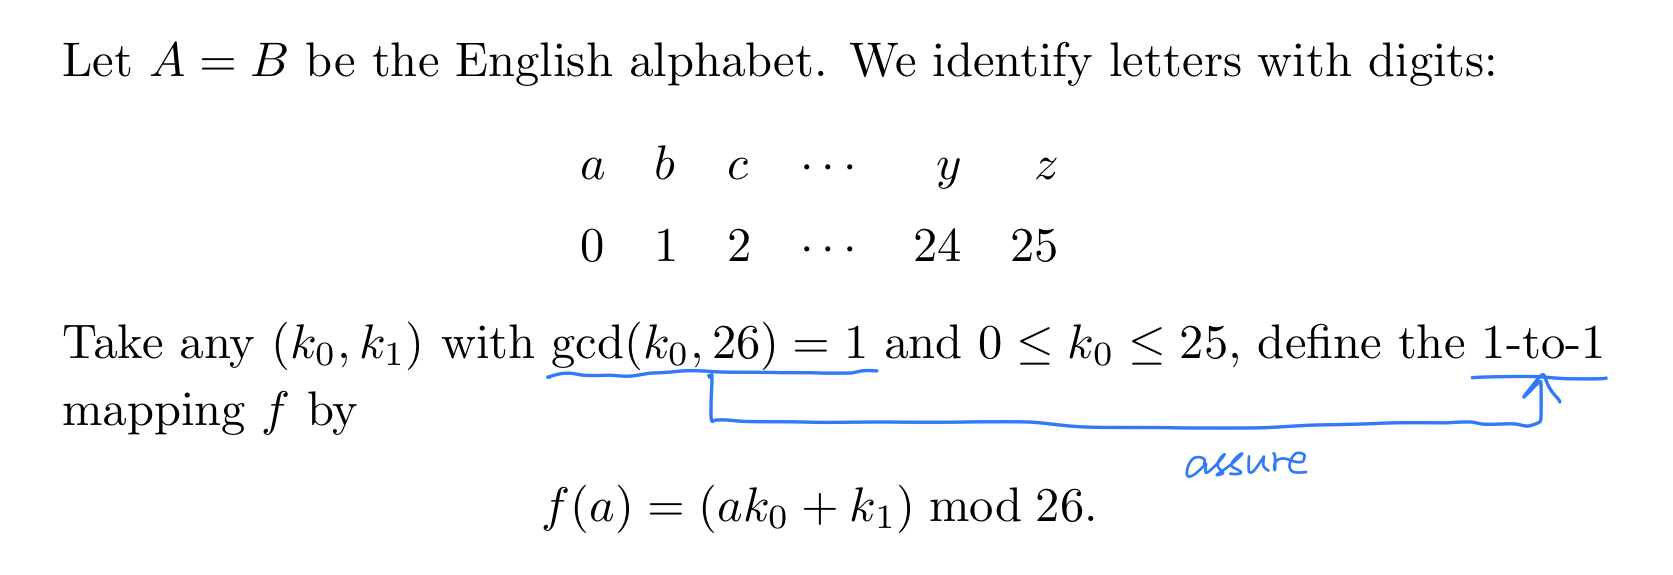 Let A = B be the English alphabet. We identify letters with digits:
a b c ··· y z
0 1 2 ··· 24 25
Take any (k₀, k₁) with gcd(k₀, 26) = 1 and 0 ≤ k₀ ≤ 25, define the 1-to-1
mapping f by
assure
f(a) = (ak₀ + k₁) mod 26.